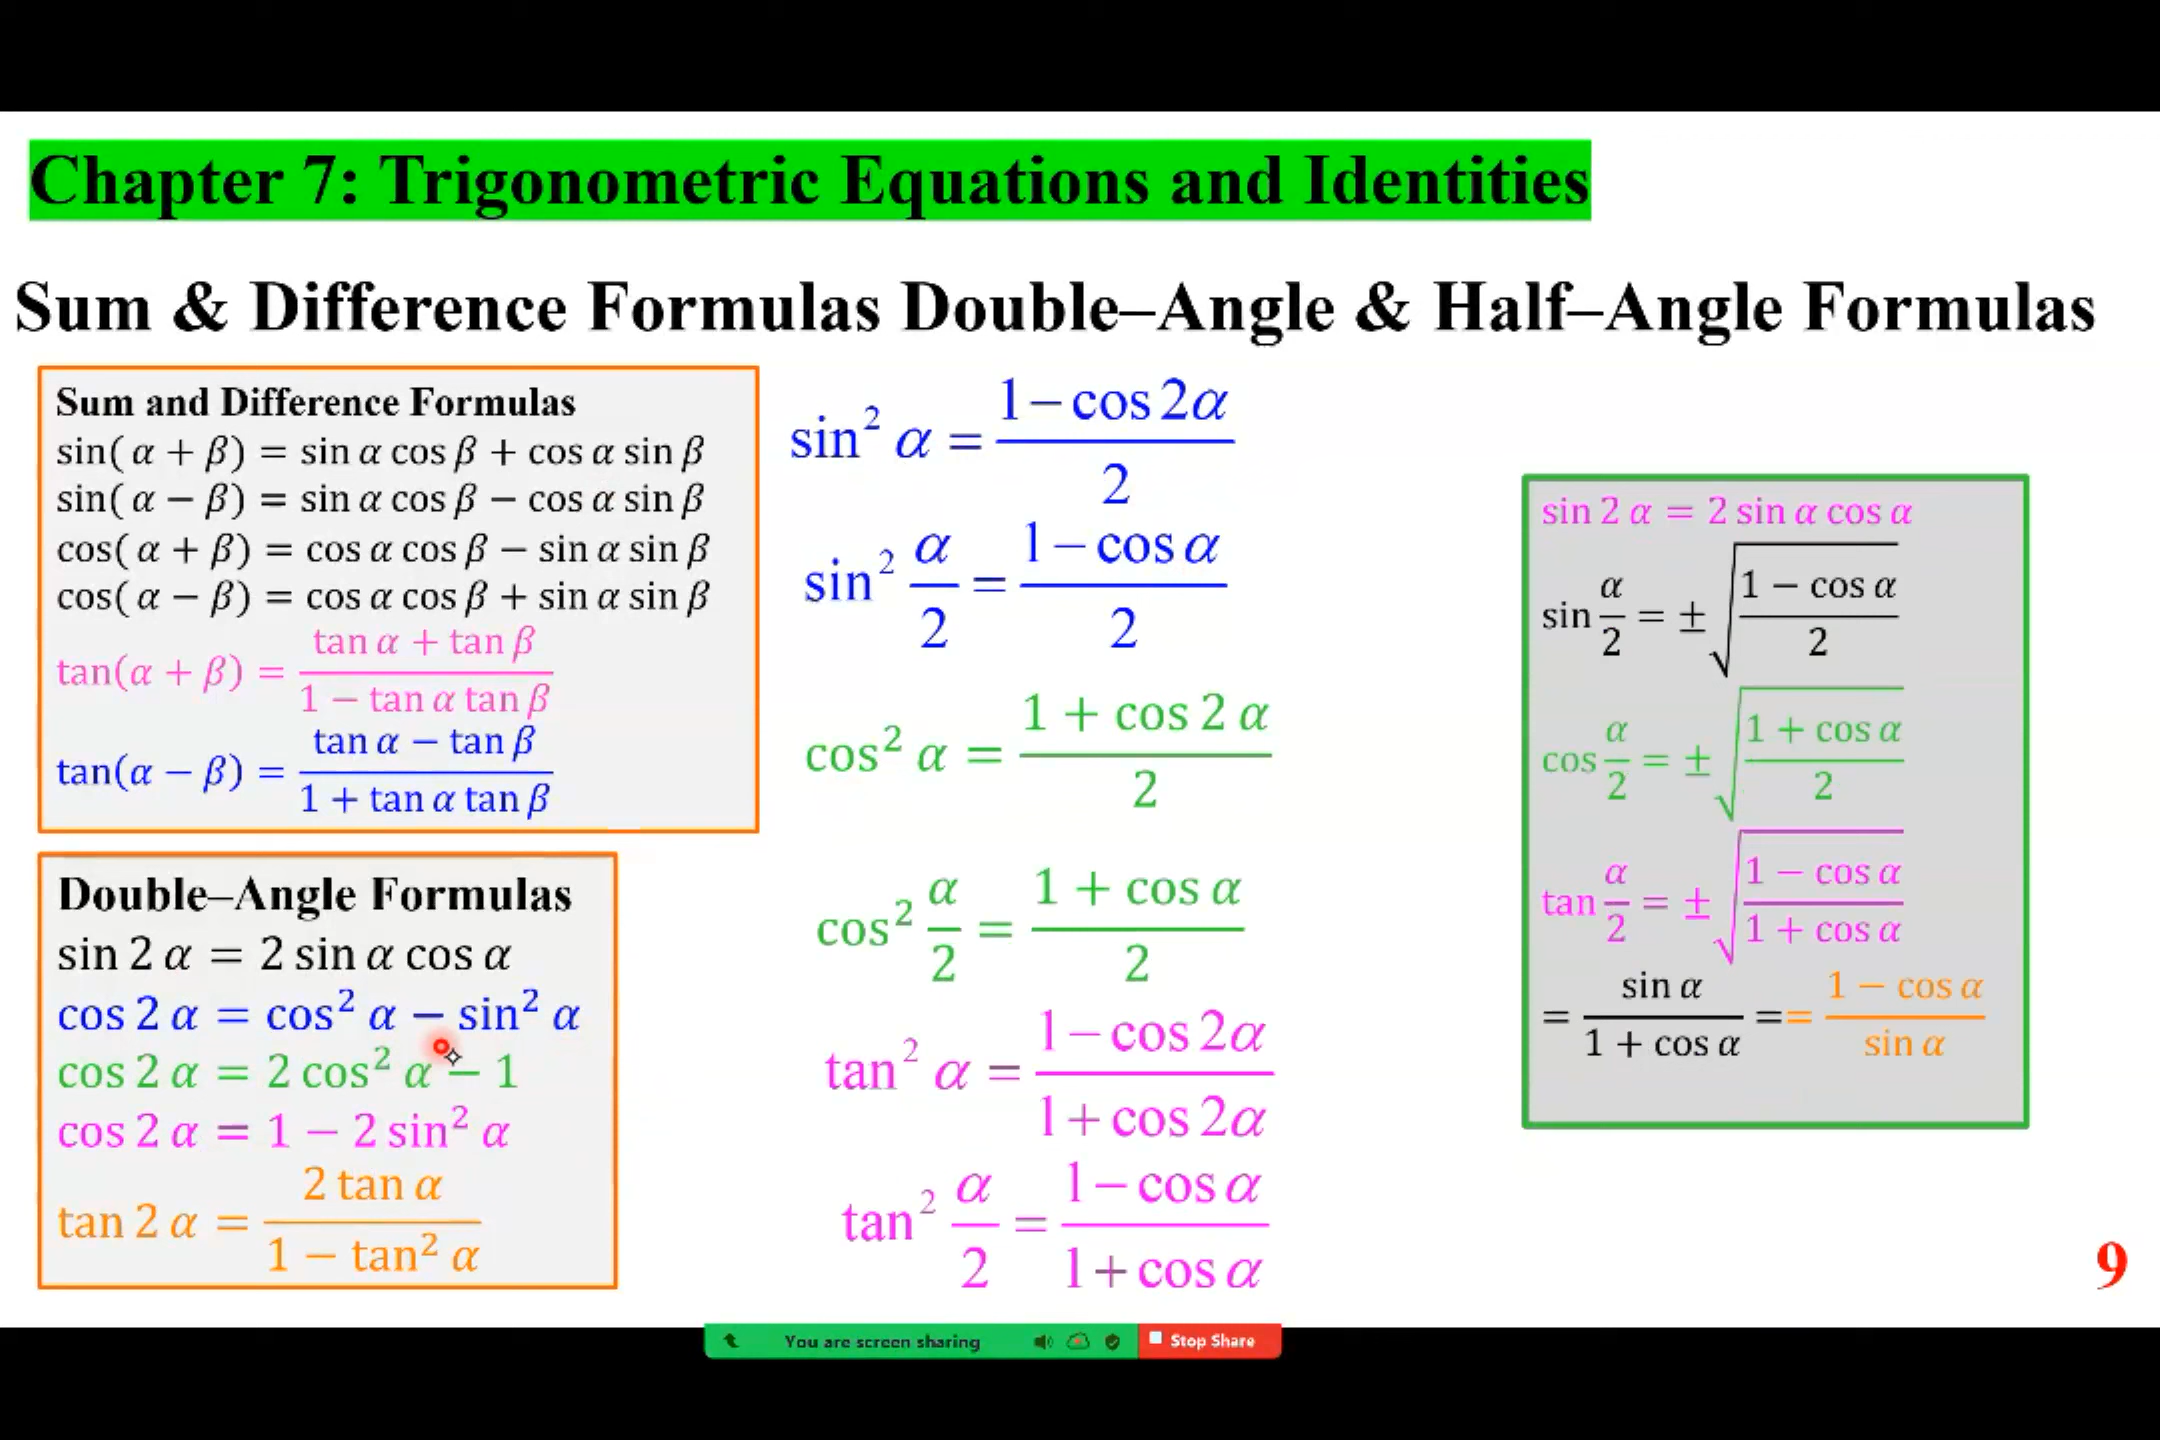 Chapter 7: Trigonometric Equations and Identities
Sum & Difference Formulas Double–Angle & Half–Angle Formulas
Sum and Difference Formulas
sin( α + β) = sin α cos β + cos α sin β
sin( α − β) = sin α cos β − cos α sin β
cos( α + β) = cos α cos β − sin α sin β
cos( α − β) = cos α cos β + sin α sin β
tan(α + β) = (tan α + tan β)/(1 − tan α tan β)
tan(α − β) = (tan α − tan β)/(1 + tan α tan β)
Double–Angle Formulas
sin 2 α = 2 sin α cos α
cos 2 α = cos² α − sin² α
cos 2 α = 2 cos² α − 1
cos 2 α = 1 − 2 sin² α
tan 2 α = (2 tan α)/(1 − tan² α)
sin² α = (1 − cos 2α)/2
sin² α/2 = (1 − cos α)/2
cos² α = (1 + cos 2 α)/2
cos² α/2 = (1 + cos α)/2
tan² α = (1 − cos 2α)/(1 + cos 2α)
tan² α/2 = (1 − cos α)/(1 + cos α)
sin 2 α = 2 sin α cos α
sin α/2 = ± √((1 − cos α)/2)
cos α/2 = ± √((1 + cos α)/2)
tan α/2 = ± √((1 − cos α)/(1 + cos α))
= (sin α)/(1 + cos α) = = (1 − cos α)/(sin α)
9
You are screen sharing
Stop Share